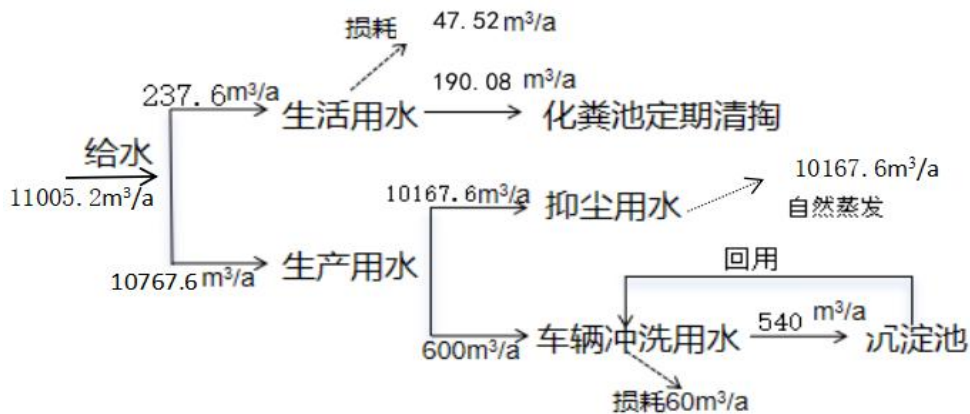 损耗 47.52m³/a
237.6m³/a 生活用水 190.08 m³/a 化粪池定期清掏
给水
11005.2m³/a
10167.6m³/a 抑尘用水 10167.6m³/a
自然蒸发
10767.6m³/a 生产用水
回用
600m³/a 车辆冲洗用水 540 m³/a 沉淀池
损耗60m³/a